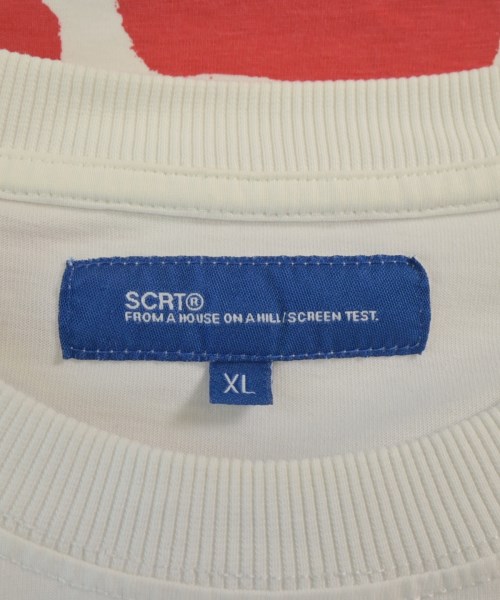 SCRT®
FROM A HOUSE ON A HILL/SCREEN TEST.
XL